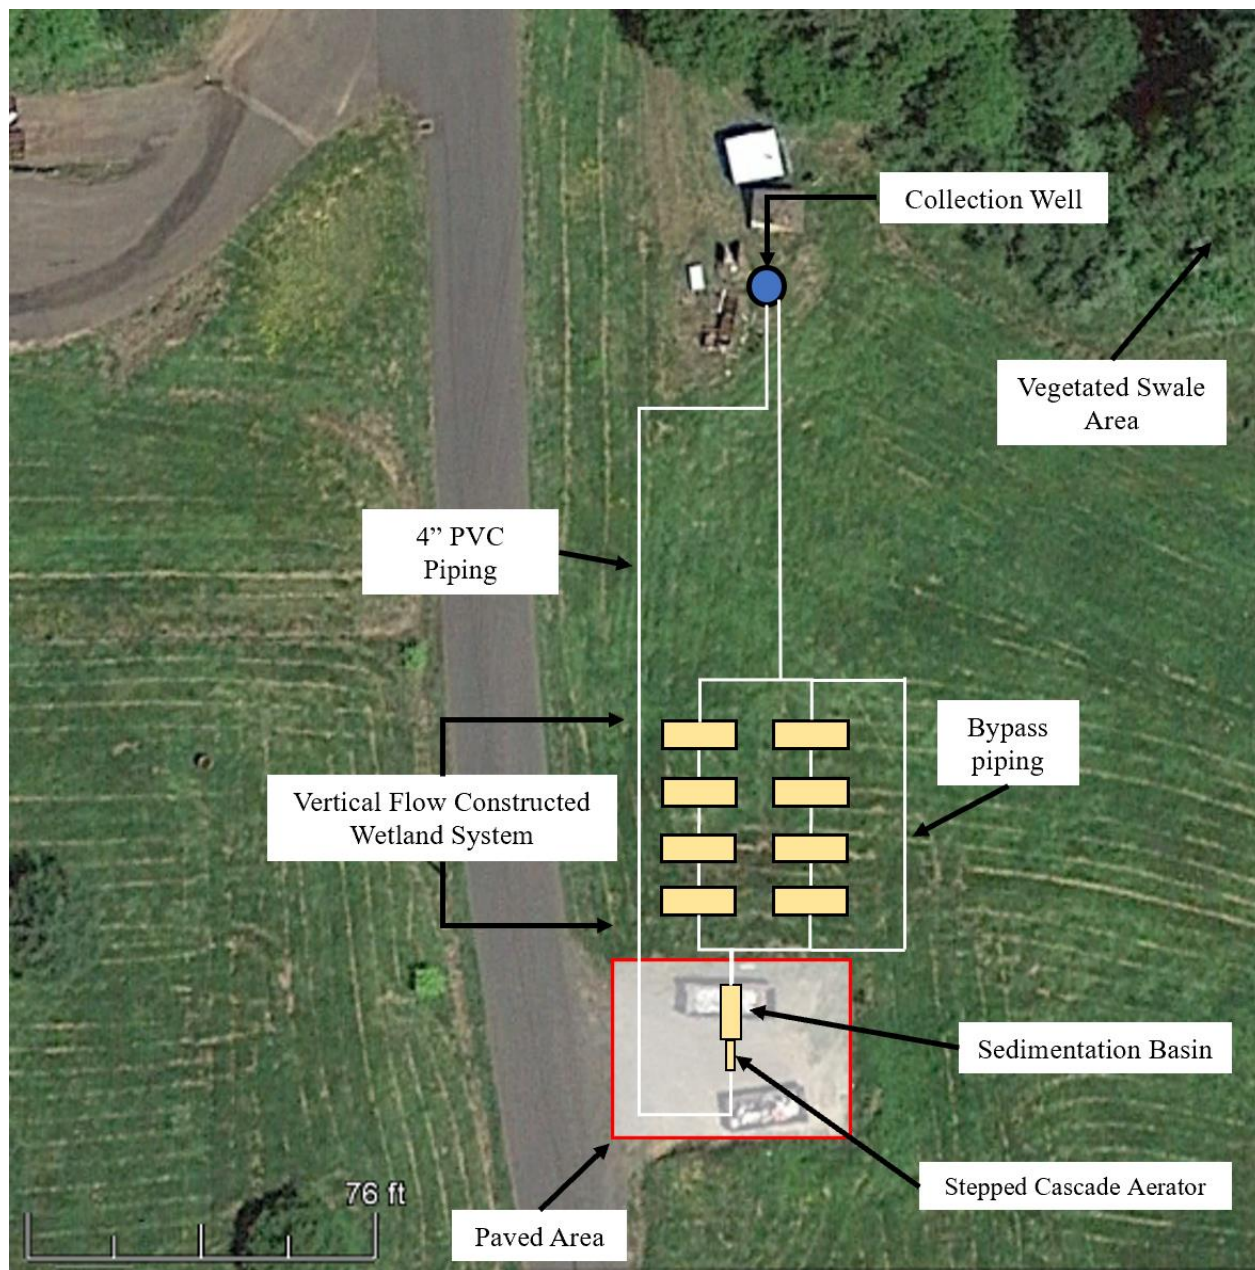 Collection Well
Vegetated Swale
Area
4” PVC
Piping
Bypass
piping
Vertical Flow Constructed
Wetland System
Sedimentation Basin
Stepped Cascade Aerator
76 ft
Paved Area